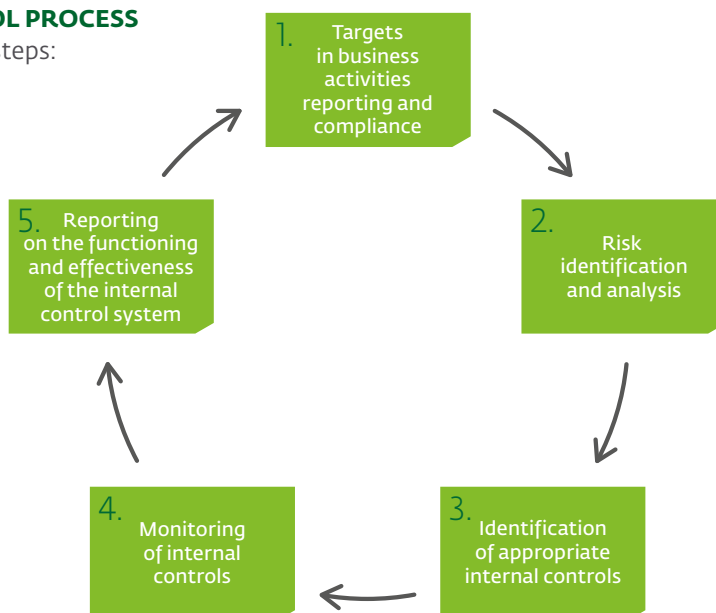 OL PROCESS
steps:
1.
Targets
in business
activities
reporting and
compliance
2.
Risk
identification
and analysis
3.
Identification
of appropriate
internal controls
4.
Monitoring
of internal
controls
5.
Reporting
on the functioning
and effectiveness
of the internal
control system